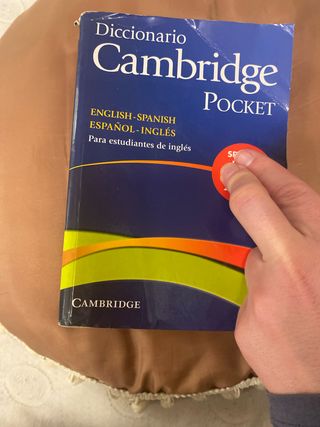 Diccionario
Cambridge
POCKET
ENGLISH-SPANISH
ESPAÑOL-INGLÉS
Para estudiantes de inglés
CAMBRIDGE